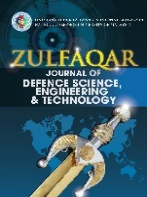 ZULFAQAR
JOURNAL OF
DEFENCE SCIENCE,
ENGINEERING
& TECHNOLOGY